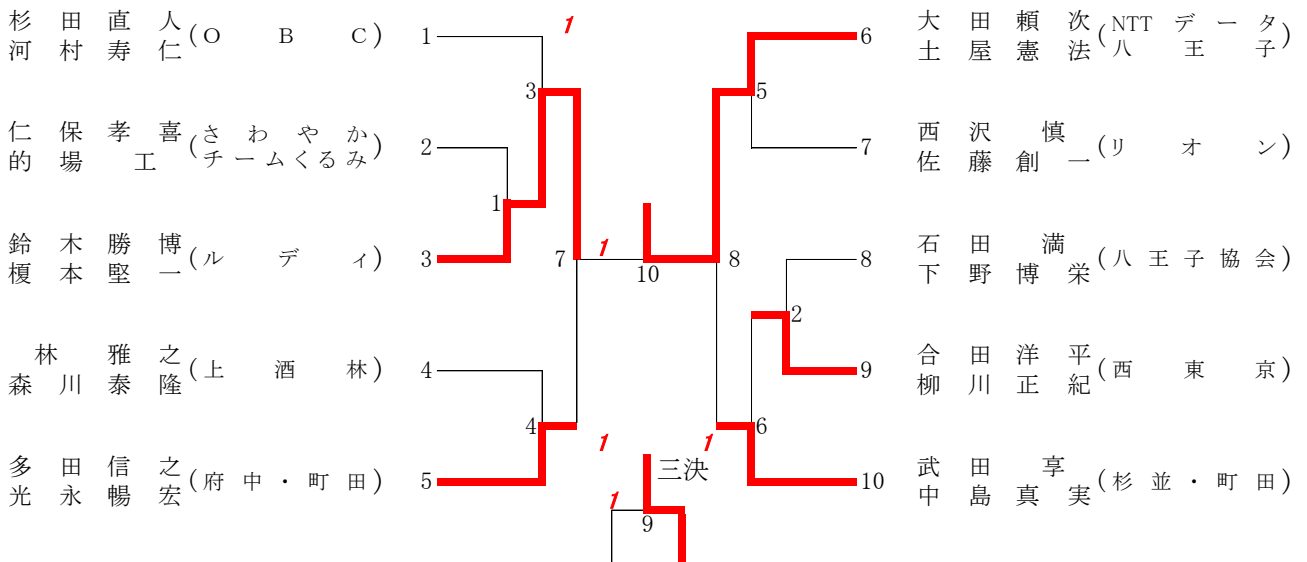 杉田直人
河村寿仁
(OBC)
1
仁保孝喜
的場工
(さわやか
チームくるみ)
2
鈴木勝博
榎本堅一
(ルディ)
3
林雅之
森川泰隆
(上酒林)
4
多田信之
光永暢宏
(府中・町田)
5
1
3
1
7
1
4
1
10
三決
1
9
1
8
5
2
6
6
大田頼次
土屋憲法
(NTTデータ
八王子)
7
西沢慎
佐藤創一
(リオン)
8
石田満
下野博栄
(八王子協会)
9
合田洋平
柳川正紀
(西東京)
10
武田享
中島真実
(杉並・町田)